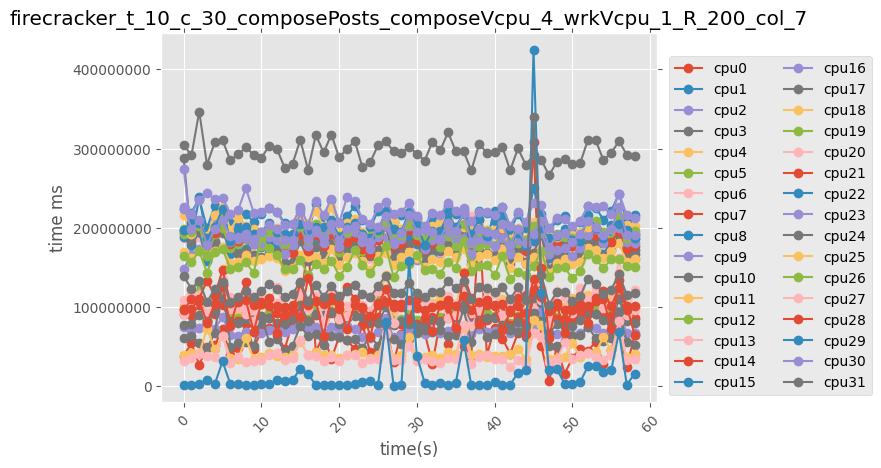 firecracker_t_10_c_30_composePosts_composeVcpu_4_wrkVcpu_1_R_200_col_7
400000000
300000000
200000000
100000000
0
time ms
0 10 20 30 40 50 60
time(s)
cpu0 cpu16
cpu1 cpu17
cpu2 cpu18
cpu3 cpu19
cpu4 cpu20
cpu5 cpu21
cpu6 cpu22
cpu7 cpu23
cpu8 cpu24
cpu9 cpu25
cpu10 cpu26
cpu11 cpu27
cpu12 cpu28
cpu13 cpu29
cpu14 cpu30
cpu15 cpu31